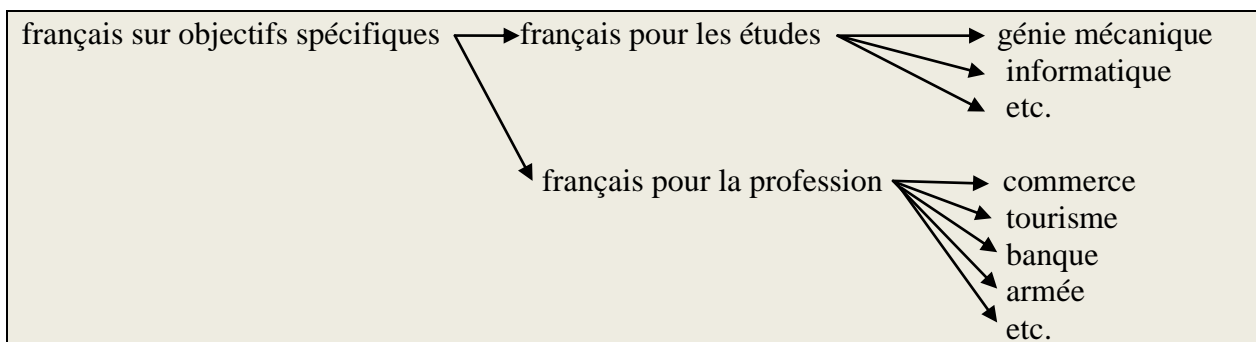 français sur objectifs spécifiques français pour les études génie mécanique
informatique
etc.
français pour la profession commerce
tourisme
banque
armée
etc.